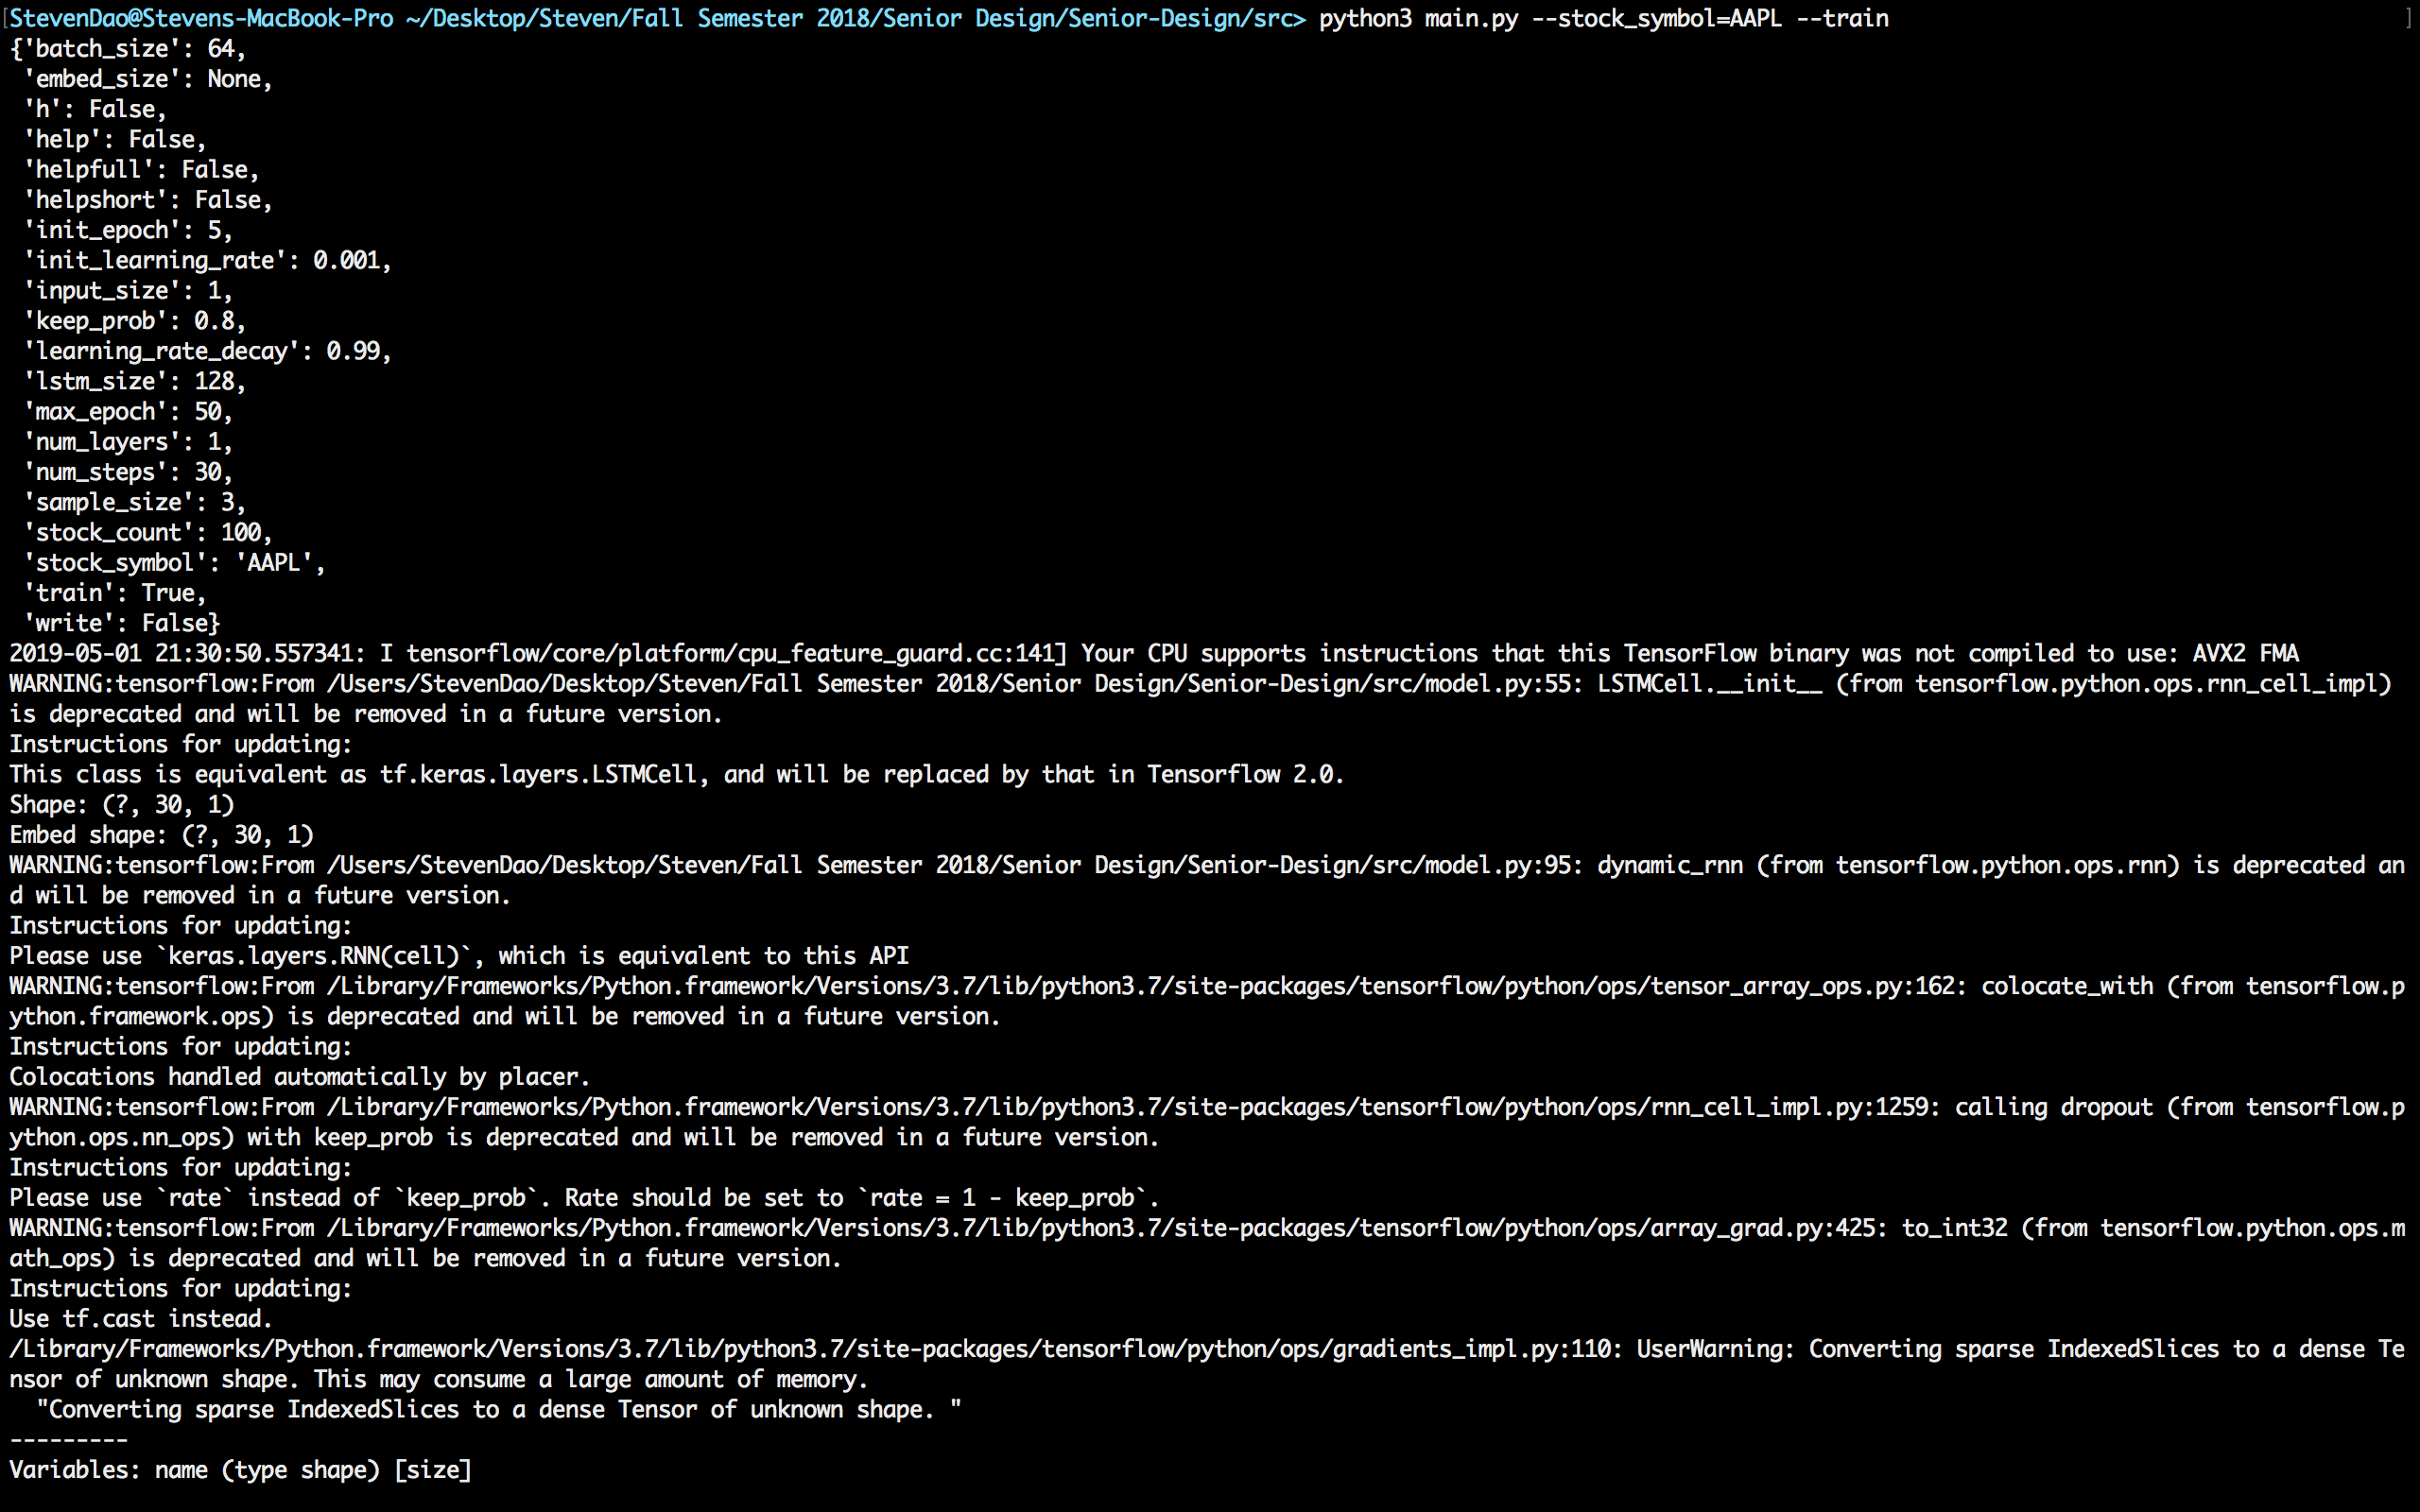 [StevenDao@Stevens-MacBook-Pro ~/Desktop/Steven/Fall Semester 2018/Senior Design/Senior-Design/src> python3 main.py --stock_symbol=AAPL --train ]
{'batch_size': 64,
 'embed_size': None,
 'h': False,
 'help': False,
 'helpfull': False,
 'helpshort': False,
 'init_epoch': 5,
 'init_learning_rate': 0.001,
 'input_size': 1,
 'keep_prob': 0.8,
 'learning_rate_decay': 0.99,
 'lstm_size': 128,
 'max_epoch': 50,
 'num_layers': 1,
 'num_steps': 30,
 'sample_size': 3,
 'stock_count': 100,
 'stock_symbol': 'AAPL',
 'train': True,
 'write': False}
2019-05-01 21:30:50.557341: I tensorflow/core/platform/cpu_feature_guard.cc:141] Your CPU supports instructions that this TensorFlow binary was not compiled to use: AVX2 FMA
WARNING:tensorflow:From /Users/StevenDao/Desktop/Steven/Fall Semester 2018/Senior Design/Senior-Design/src/model.py:55: LSTMCell.__init__ (from tensorflow.python.ops.rnn_cell_impl)
is deprecated and will be removed in a future version.
Instructions for updating:
This class is equivalent as tf.keras.layers.LSTMCell, and will be replaced by that in Tensorflow 2.0.
Shape: (?, 30, 1)
Embed shape: (?, 30, 1)
WARNING:tensorflow:From /Users/StevenDao/Desktop/Steven/Fall Semester 2018/Senior Design/Senior-Design/src/model.py:95: dynamic_rnn (from tensorflow.python.ops.rnn) is deprecated an
d will be removed in a future version.
Instructions for updating:
Please use `keras.layers.RNN(cell)`, which is equivalent to this API
WARNING:tensorflow:From /Library/Frameworks/Python.framework/Versions/3.7/lib/python3.7/site-packages/tensorflow/python/ops/tensor_array_ops.py:162: colocate_with (from tensorflow.p
ython.framework.ops) is deprecated and will be removed in a future version.
Instructions for updating:
Colocations handled automatically by placer.
WARNING:tensorflow:From /Library/Frameworks/Python.framework/Versions/3.7/lib/python3.7/site-packages/tensorflow/python/ops/rnn_cell_impl.py:1259: calling dropout (from tensorflow.p
ython.ops.nn_ops) with keep_prob is deprecated and will be removed in a future version.
Instructions for updating:
Please use `rate` instead of `keep_prob`. Rate should be set to `rate = 1 - keep_prob`.
WARNING:tensorflow:From /Library/Frameworks/Python.framework/Versions/3.7/lib/python3.7/site-packages/tensorflow/python/ops/array_grad.py:425: to_int32 (from tensorflow.python.ops.m
ath_ops) is deprecated and will be removed in a future version.
Instructions for updating:
Use tf.cast instead.
/Library/Frameworks/Python.framework/Versions/3.7/lib/python3.7/site-packages/tensorflow/python/ops/gradients_impl.py:110: UserWarning: Converting sparse IndexedSlices to a dense Te
nsor of unknown shape. This may consume a large amount of memory.
  "Converting sparse IndexedSlices to a dense Tensor of unknown shape. "
---------
Variables: name (type shape) [size]